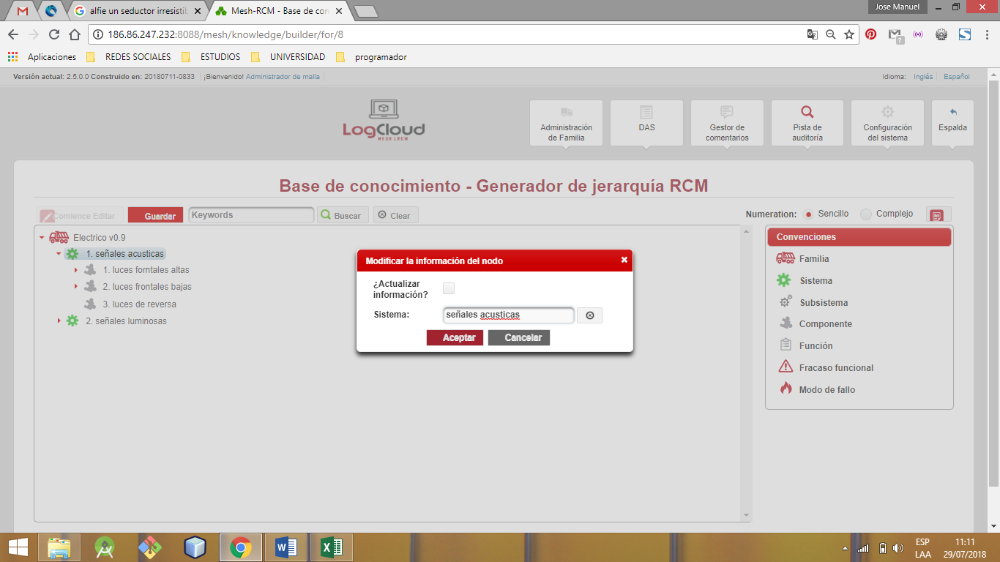 Jose Manuel
alfie un seductor irresistib
Mesh-RCM - Base de con
186.86.247.232:8088/mesh/knowledge/builder/for/8
Aplicaciones
REDES SOCIALES
ESTUDIOS
UNIVERSIDAD
programador
Versión actual: 2.5.0.0 Construido en: 20180711-0833
¡Bienvenido! Administrador de malla
Idioma: Inglés Español
LogCloud
MESH LRCM
Administración de Familia
DAS
Gestor de comentarios
Pista de auditoría
Configuración del sistema
Espalda
Base de conocimiento - Generador de jerarquía RCM
Comience Editar
Guardar
Keywords
Buscar
Clear
Numeration: Sencillo Complejo
Electrico v0.9
1. señales acusticas
1. luces forntales altas
2. luces frontales bajas
3. luces de reversa
2. señales luminosas
Modificar la información del nodo
¿Actualizar
información?
Sistema:
señales acusticas
Aceptar
Cancelar
Convenciones
Familia
Sistema
Subsistema
Componente
Función
Fracaso funcional
Modo de fallo
ESP
LAA
11:11
29/07/2018